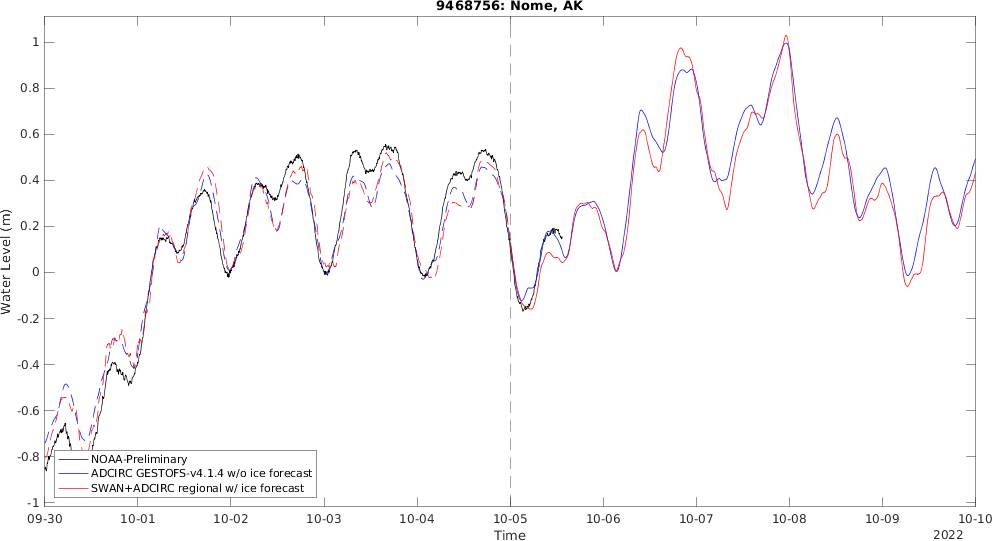 9468756: Nome, AK
Water Level (m)
1
0.8
0.6
0.4
0.2
0
-0.2
-0.4
-0.6
-0.8
-1
NOAA-Preliminary
ADCIRC GESTOFS-v4.1.4 w/o ice forecast
SWAN+ADCIRC regional w/ ice forecast
09-30 10-01 10-02 10-03 10-04 10-05 10-06 10-07 10-08 10-09 10-10
Time
2022